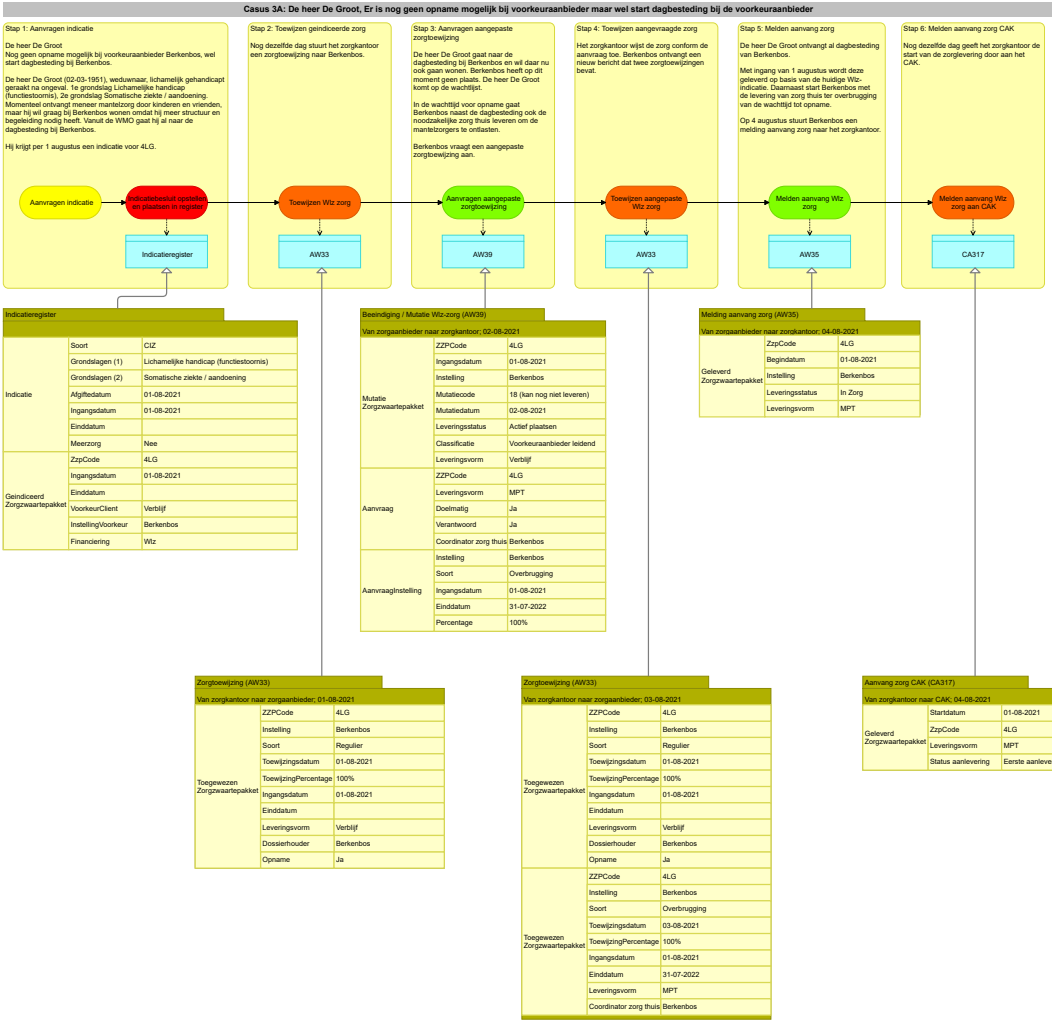 Casus 3A: De heer De Groot, Er is nog geen opname mogelijk bij voorkeuraanbieder maar wel start dagbesteding bij de voorkeuraanbieder
Stap 1: Aanvragen indicatie
De heer De Groot
Nog geen opname mogelijk bij voorkeuraanbieder Berkenbos, wel
start dagbesteding bij Berkenbos.
De heer De Groot (02-03-1951), weduwnaar, lichamelijk gehandicapt
geraakt na ongeval. 1e grondslag Lichamelijke handicap
(functiestoornis), 2e grondslag Somatische ziekte / aandoening.
Momenteel ontvangt meneer mantelzorg door kinderen en vrienden,
maar hij wil graag bij Berkenbos wonen omdat hij meer structuur en
begeleiding nodig heeft. Vanuit de WMO gaat hij al naar de
dagbesteding bij Berkenbos.
Hij krijgt per 1 augustus een indicatie voor 4LG.
Stap 2: Toewijzen geindiceerde zorg
Nog dezelfde dag stuurt het zorgkantoor
een zorgtoewijzing naar Berkenbos.
Stap 3: Aanvragen aangepaste
zorgtoewijzing
De heer De Groot gaat naar de
dagbesteding bij Berkenbos en wil daar nu
ook gaan wonen. Berkenbos heeft op dit
moment geen plaats. De heer De Groot
komt op de wachtlijst.
In de wachttijd voor opname gaat
Berkenbos naast de dagbesteding ook de
noodzakelijke zorg thuis leveren om de
mantelzorgers te ontlasten.
Berkenbos vraagt een aangepaste
zorgtoewijzing aan.
Stap 4: Toewijzen aangevraagde zorg
Het zorgkantoor wijst de zorg conform de
aanvraag toe. Berkenbos ontvangt een
nieuw bericht dat twee zorgtoewijzingen
bevat.
Stap 5: Melden aanvang zorg
De heer De Groot ontvangt al dagbesteding
van Berkenbos.
Met ingang van 1 augustus wordt deze
geleverd op basis van de huidige Wlz-
indicatie. Daarnaast start Berkenbos met
de levering van zorg thuis ter overbrugging
van de wachttijd tot opname.
Op 4 augustus stuurt Berkenbos een
melding aanvang zorg naar het zorgkantoor.
Stap 6: Melden aanvang zorg CAK
Nog dezelfde dag geeft het zorgkantoor de
start van de zorglevering door aan het
CAK.
Aanvragen indicatie
Indicatiebesluit opstellen
en plaatsen in register
Toewijzen Wlz zorg
Aanvragen aangepaste
zorgtoewijzing
Toewijzen aangepaste
Wlz zorg
Melden aanvang Wlz
zorg
Melden aanvang Wlz
zorg aan CAK
Indicatieregister
AW33
AW39
AW33
AW35
CA317
Indicatieregister
Indicatie
Soort CIZ
Grondslagen (1) Lichamelijke handicap (functiestoornis)
Grondslagen (2) Somatische ziekte / aandoening
Afgiftedatum 01-08-2021
Ingangsdatum 01-08-2021
Einddatum
Meerzorg Nee
Geindiceerd
Zorgzwaartepakket
ZzpCode 4LG
Ingangsdatum 01-08-2021
Einddatum
VoorkeurClient Verblijf
InstellingVoorkeur Berkenbos
Financiering Wlz
Beeindiging / Mutatie Wlz-zorg (AW39)
Van zorgaanbieder naar zorgkantoor; 02-08-2021
Mutatie
Zorgzwaartepakket
ZZPCode 4LG
Ingangsdatum 01-08-2021
Instelling Berkenbos
Mutatiecode 18 (kan nog niet leveren)
Mutatiedatum 02-08-2021
Leveringsstatus Actief plaatsen
Classificatie Voorkeuraanbieder leidend
Leveringsvorm Verblijf
Aanvraag
ZZPCode 4LG
Leveringsvorm MPT
Doelmatig Ja
Verantwoord Ja
Coordinator zorg thuis Berkenbos
AanvraagInstelling
Instelling Berkenbos
Soort Overbrugging
Ingangsdatum 01-08-2021
Einddatum 31-07-2022
Percentage 100%
Melding aanvang zorg (AW35)
Van zorgaanbieder naar zorgkantoor; 04-08-2021
Geleverd
Zorgzwaartepakket
ZzpCode 4LG
Begindatum 01-08-2021
Instelling Berkenbos
Leveringsstatus In Zorg
Leveringsvorm MPT
Zorgtoewijzing (AW33)
Van zorgkantoor naar zorgaanbieder; 01-08-2021
Toegewezen
Zorgzwaartepakket
ZZPCode 4LG
Instelling Berkenbos
Soort Regulier
Toewijzingsdatum 01-08-2021
ToewijzingPercentage 100%
Ingangsdatum 01-08-2021
Einddatum
Leveringsvorm Verblijf
Dossierhouder Berkenbos
Opname Ja
Zorgtoewijzing (AW33)
Van zorgkantoor naar zorgaanbieder; 03-08-2021
Toegewezen
Zorgzwaartepakket
ZZPCode 4LG
Instelling Berkenbos
Soort Regulier
Toewijzingsdatum 01-08-2021
ToewijzingPercentage 100%
Ingangsdatum 01-08-2021
Einddatum
Leveringsvorm Verblijf
Dossierhouder Berkenbos
Opname Ja
Toegewezen
Zorgzwaartepakket
ZZPCode 4LG
Instelling Berkenbos
Soort Overbrugging
Toewijzingsdatum 03-08-2021
ToewijzingPercentage 100%
Ingangsdatum 01-08-2021
Einddatum 31-07-2022
Leveringsvorm MPT
Coordinator zorg thuis Berkenbos
Aanvang zorg CAK (CA317)
Van zorgkantoor naar CAK; 04-08-2021
Geleverd
Zorgzwaartepakket
Startdatum 01-08-2021
ZzpCode 4LG
Leveringsvorm MPT
Status aanlevering Eerste aanleve